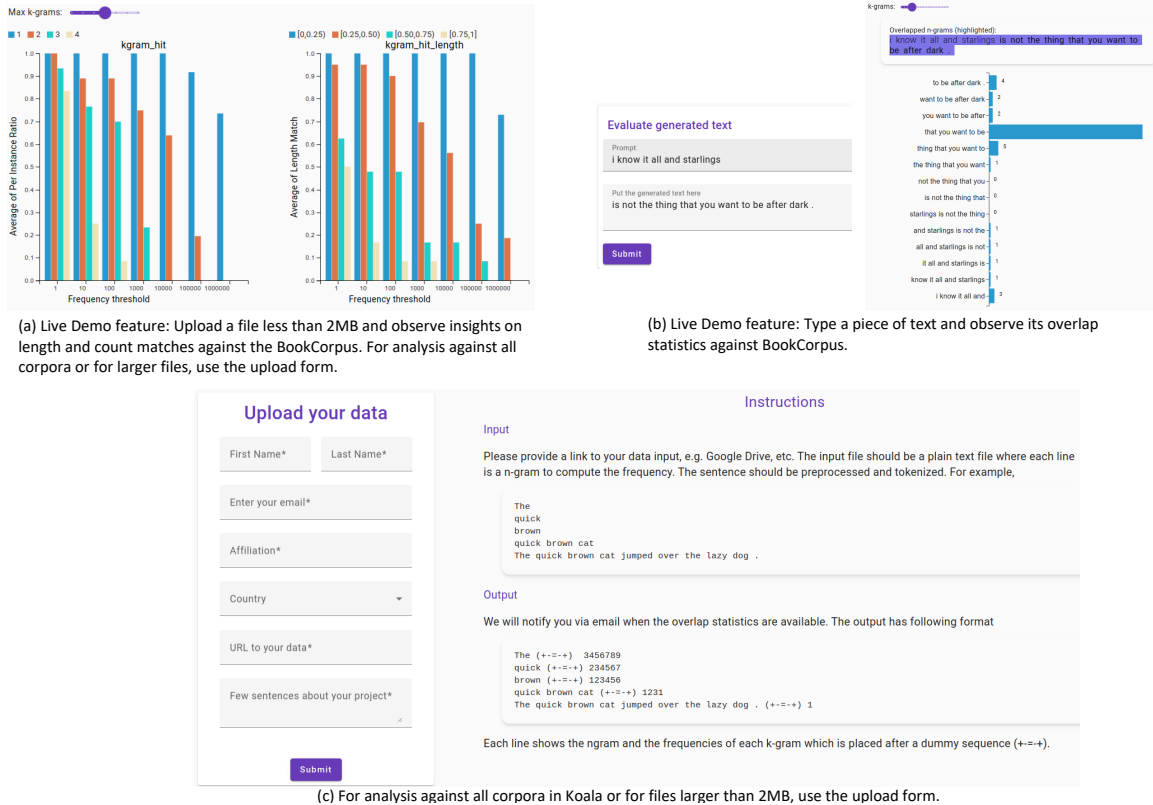 Max k-grams:
1 2 3 4
kgram_hit
1.0
0.9
0.8
0.7
0.6
0.5
0.4
0.3
0.2
0.1
0.0
Average of Per Instance Ratio
1 10 100 1000 10000 100000 1000000
Frequency threshold
[0,0.25) [0.25,0.50) [0.50,0.75) [0.75,1]
kgram_hit_length
1.0
0.9
0.8
0.7
0.6
0.5
0.4
0.3
0.2
0.1
0.0
Average of Length Match
1 10 100 1000 10000 100000 1000000
Frequency threshold
(a) Live Demo feature: Upload a file less than 2MB and observe insights on
length and count matches against the BookCorpus. For analysis against all
corpora or for larger files, use the upload form.
Evaluate generated text
Prompt
i know it all and starlings
Put the generated text here
is not the thing that you want to be after dark .
Submit
k-grams:
Overlapped n-grams (highlighted):
i know it all and starlings is not the thing that you want to
be after dark .
to be after dark . 4
want to be after dark 2
you want to be after 2
that you want to be
thing that you want to 5
the thing that you want 1
not the thing that you 0
is not the thing that 0
starlings is not the thing 0
and starlings is not the 1
all and starlings is not 1
it all and starlings is 1
know it all and starlings 1
i know it all and 3
(b) Live Demo feature: Type a piece of text and observe its overlap
statistics against BookCorpus.
Upload your data
First Name* Last Name*
Enter your email*
Affiliation*
Country
URL to your data*
Few sentences about your project*
Submit
Instructions
Input
Please provide a link to your data input, e.g. Google Drive, etc. The input file should be a plain text file where each line
is a n-gram to compute the frequency. The sentence should be preprocessed and tokenized. For example,
The
quick
brown
quick brown cat
The quick brown cat jumped over the lazy dog .
Output
We will notify you via email when the overlap statistics are available. The output has following format
The (+-=-+) 3456789
quick (+-=-+) 234567
brown (+-=-+) 123456
quick brown cat (+-=-+) 1231
The quick brown cat jumped over the lazy dog . (+-=-+) 1
Each line shows the ngram and the frequencies of each k-gram which is placed after a dummy sequence (+-=-+).
(c) For analysis against all corpora in Koala or for files larger than 2MB, use the upload form.